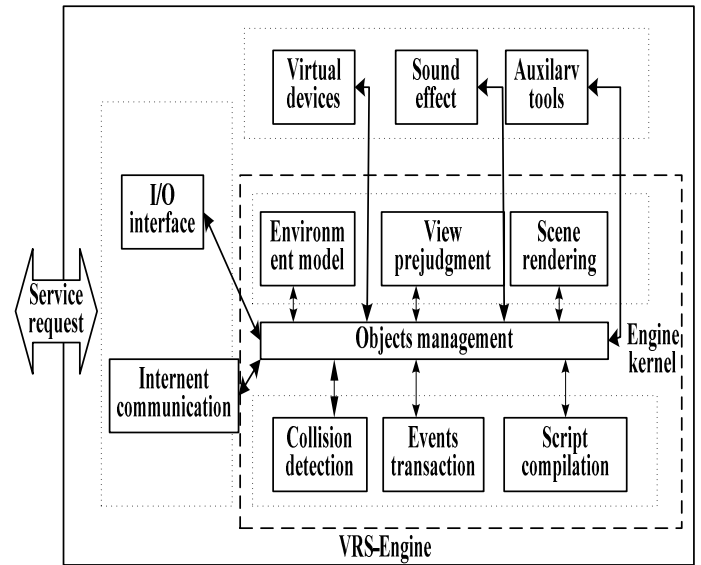 Virtual
devices
Sound
effect
Auxilarv
tools
I/O
interface
Environm
ent model
View
prejudgment
Scene
rendering
Service
request
Objects management
Engine
kernel
Internent
communication
Collision
detection
Events
transaction
Script
compilation
VRS-Engine